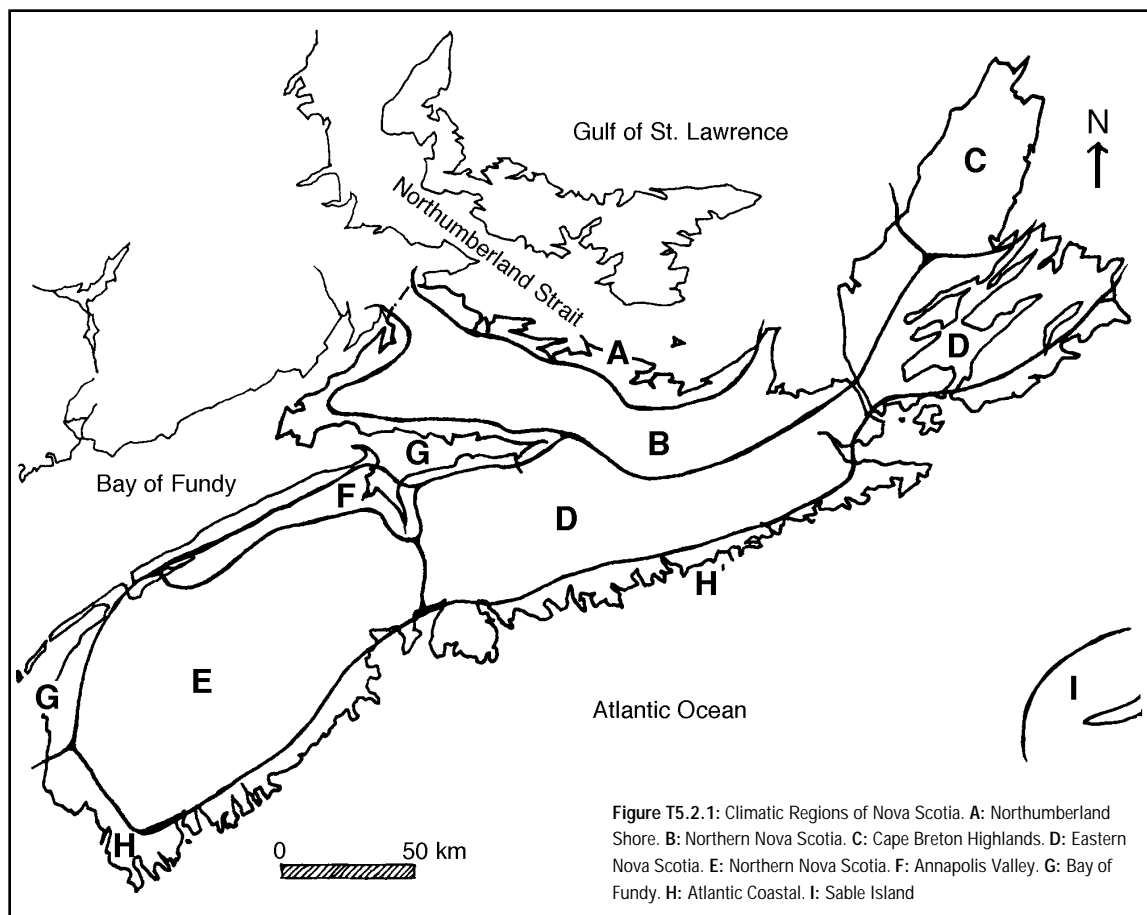 Gulf of St. Lawrence
N
C
Northumberland Strait
A
D
B
G
Bay of Fundy
F
D
H
E
G
I
Atlantic Ocean
H
0 50 km
Figure T5.2.1: Climatic Regions of Nova Scotia. A: Northumberland
Shore. B: Northern Nova Scotia. C: Cape Breton Highlands. D: Eastern
Nova Scotia. E: Northern Nova Scotia. F: Annapolis Valley. G: Bay of
Fundy. H: Atlantic Coastal. I: Sable Island